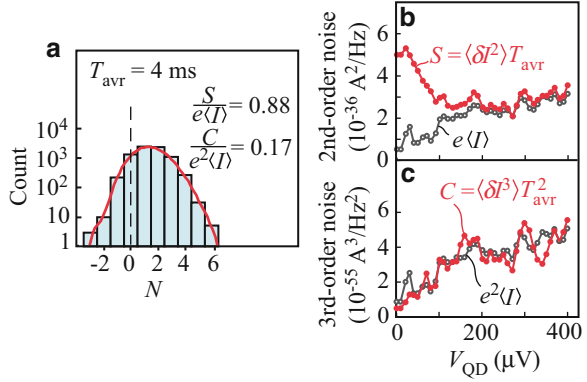 a
T_avr = 4 ms
S/e⟨I⟩ = 0.88
C/e²⟨I⟩ = 0.17
Count
10⁴
10³
10²
10
1
-2 0 2 4 6
N
b
2nd-order noise
(10⁻³⁶ A²/Hz)
6
4
2
0
S = ⟨δI²⟩T_avr
e⟨I⟩
c
3rd-order noise
(10⁻⁵⁵ A³/Hz²)
6
4
2
0
C = ⟨δI³⟩T²_avr
e²⟨I⟩
0 200 400
V_QD (μV)